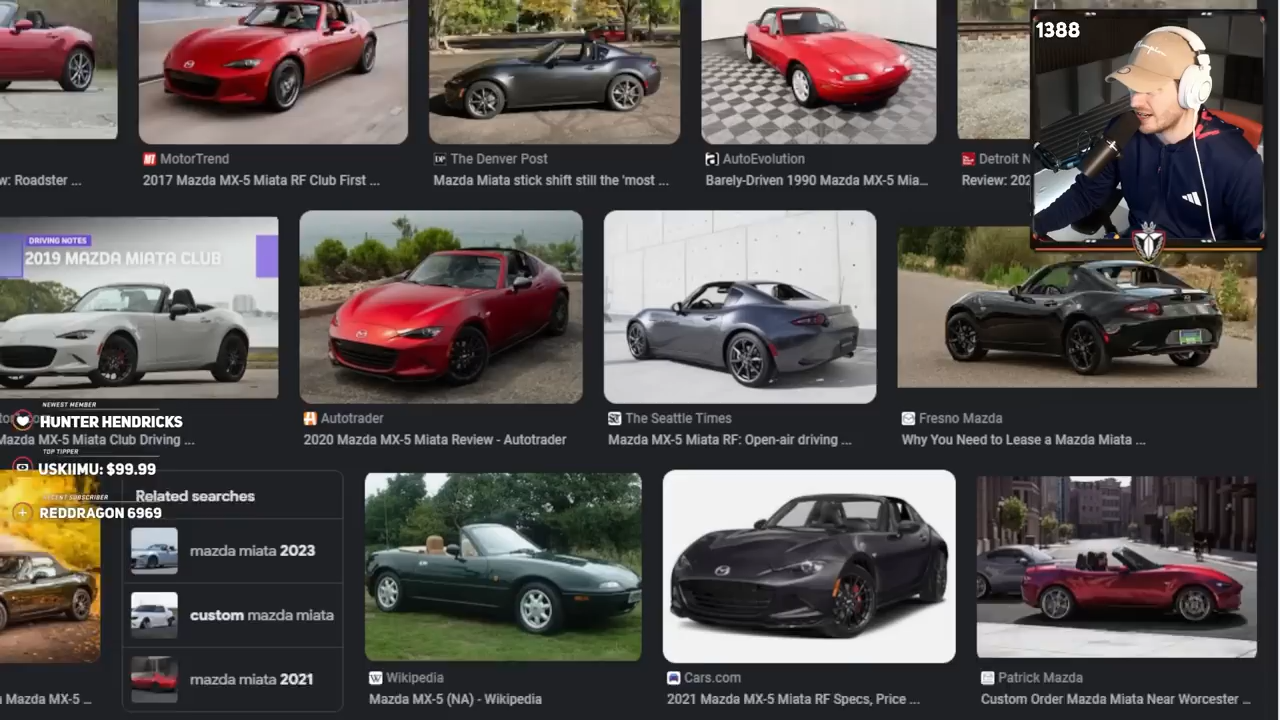 1388
MotorTrend
The Denver Post
AutoEvolution
Detroit N
w: Roadster ...
2017 Mazda MX-5 Miata RF Club First ...
Mazda Miata stick shift still the 'most ...
Barely-Driven 1990 Mazda MX-5 Mia...
Review: 202
DRIVING NOTES
2019 MAZDA MIATA CLUB
Autotrader
The Seattle Times
Fresno Mazda
Mazda MX-5 Miata Club Driving ...
2020 Mazda MX-5 Miata Review - Autotrader
Mazda MX-5 Miata RF: Open-air driving ...
Why You Need to Lease a Mazda Miata ...
NEWEST MEMBER
HUNTER HENDRICKS
TOP TIPPER
USKIIMU: $99.99
RECENT SUBSCRIBER
REDDRAGON 6969
Related searches
mazda miata 2023
custom mazda miata
mazda miata 2021
Wikipedia
Cars.com
Patrick Mazda
Mazda MX-5 ...
Mazda MX-5 (NA) - Wikipedia
2021 Mazda MX-5 Miata RF Specs, Price ...
Custom Order Mazda Miata Near Worcester ...